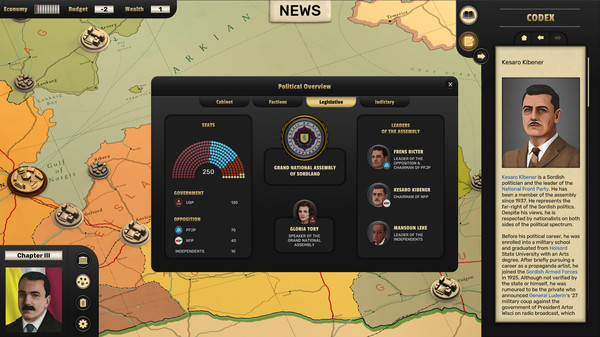 Economy
Budget -2
Wealth 1
NEWS
CODEX
ARKIAN
Gulf
of
Norgis
Political Overview
Cabinet
Factions
Legislative
Judiciary
SEATS
250
GOVERNMENT
USP 130
OPPOSITION
PFJP 70
NFP 40
INDEPENDENTS 10
GRAND NATIONAL ASSEMBLY
OF SORDLAND
GLORIA TORY
SPEAKER OF THE
GRAND NATIONAL
ASSEMBLY
LEADERS
OF THE ASSEMBLY
FRENS RICTER
LEADER OF THE
OPPOSITION &
CHAIRMAN OF PFJP
KESARO KIBENER
CHAIRMAN OF NFP
MANSOUN LEKE
LEADER OF THE
INDEPENDENTS
Chapter III
Kesaro Kibener
Kesaro Kibener is a Sordish
politician and the leader of the
National Front Party. He has
been a member of the assembly
since 1937. He represents the
far-right of the Sordish politics.
Despite his views, he is
respected by nationalists on both
sides of the political spectrum.
Before his political career, he was
enrolled into a military school
and graduated from Holsord
State University with an Arts
degree. After briefly pursuing a
career as a propaganda artist, he
joined the Sordish Armed Forces
in 1925. Although not verified by
the state or himself, he was
rumoured to be the private who
announced General Luderin's '27
military coup against the
government of President Artor
Wisci on radio broadcast, which